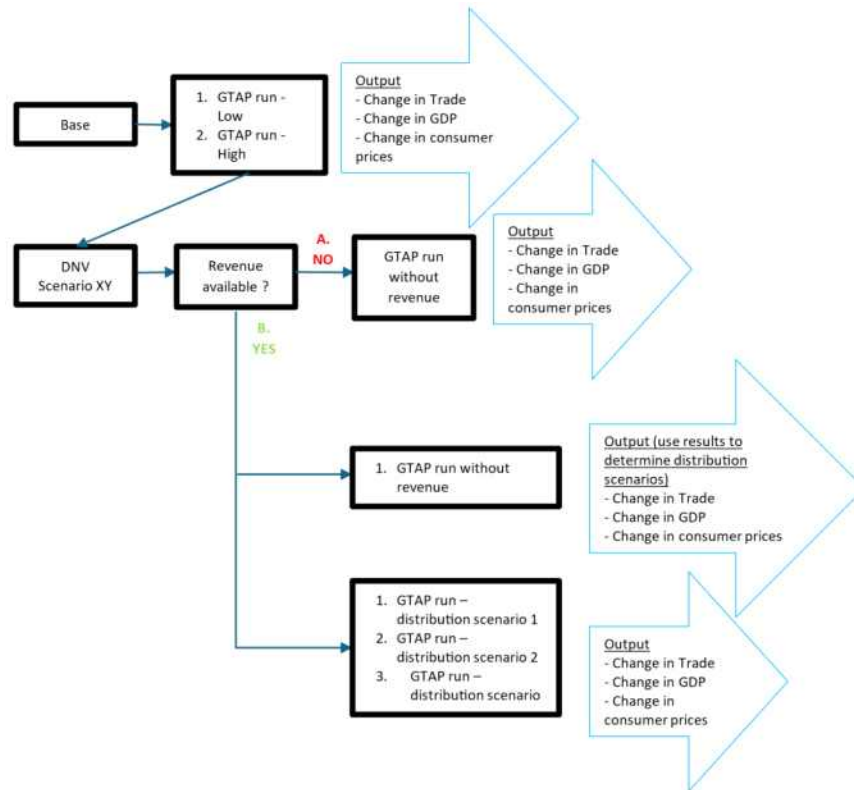 Base
1. GTAP run -
Low
2. GTAP run -
High
Output
- Change in Trade
- Change in GDP
- Change in consumer
prices
DNV
Scenario XY
Revenue
available ?
A.
NO
GTAP run
without
revenue
Output
- Change in Trade
- Change in GDP
- Change in
consumer prices
B.
YES
1. GTAP run without
revenue
Output (use results to
determine distribution
scenarios)
- Change in Trade
- Change in GDP
- Change in consumer prices
1. GTAP run –
distribution scenario 1
2. GTAP run –
distribution scenario 2
3. GTAP run –
distribution scenario
Output
- Change in Trade
- Change in GDP
- Change in
consumer prices